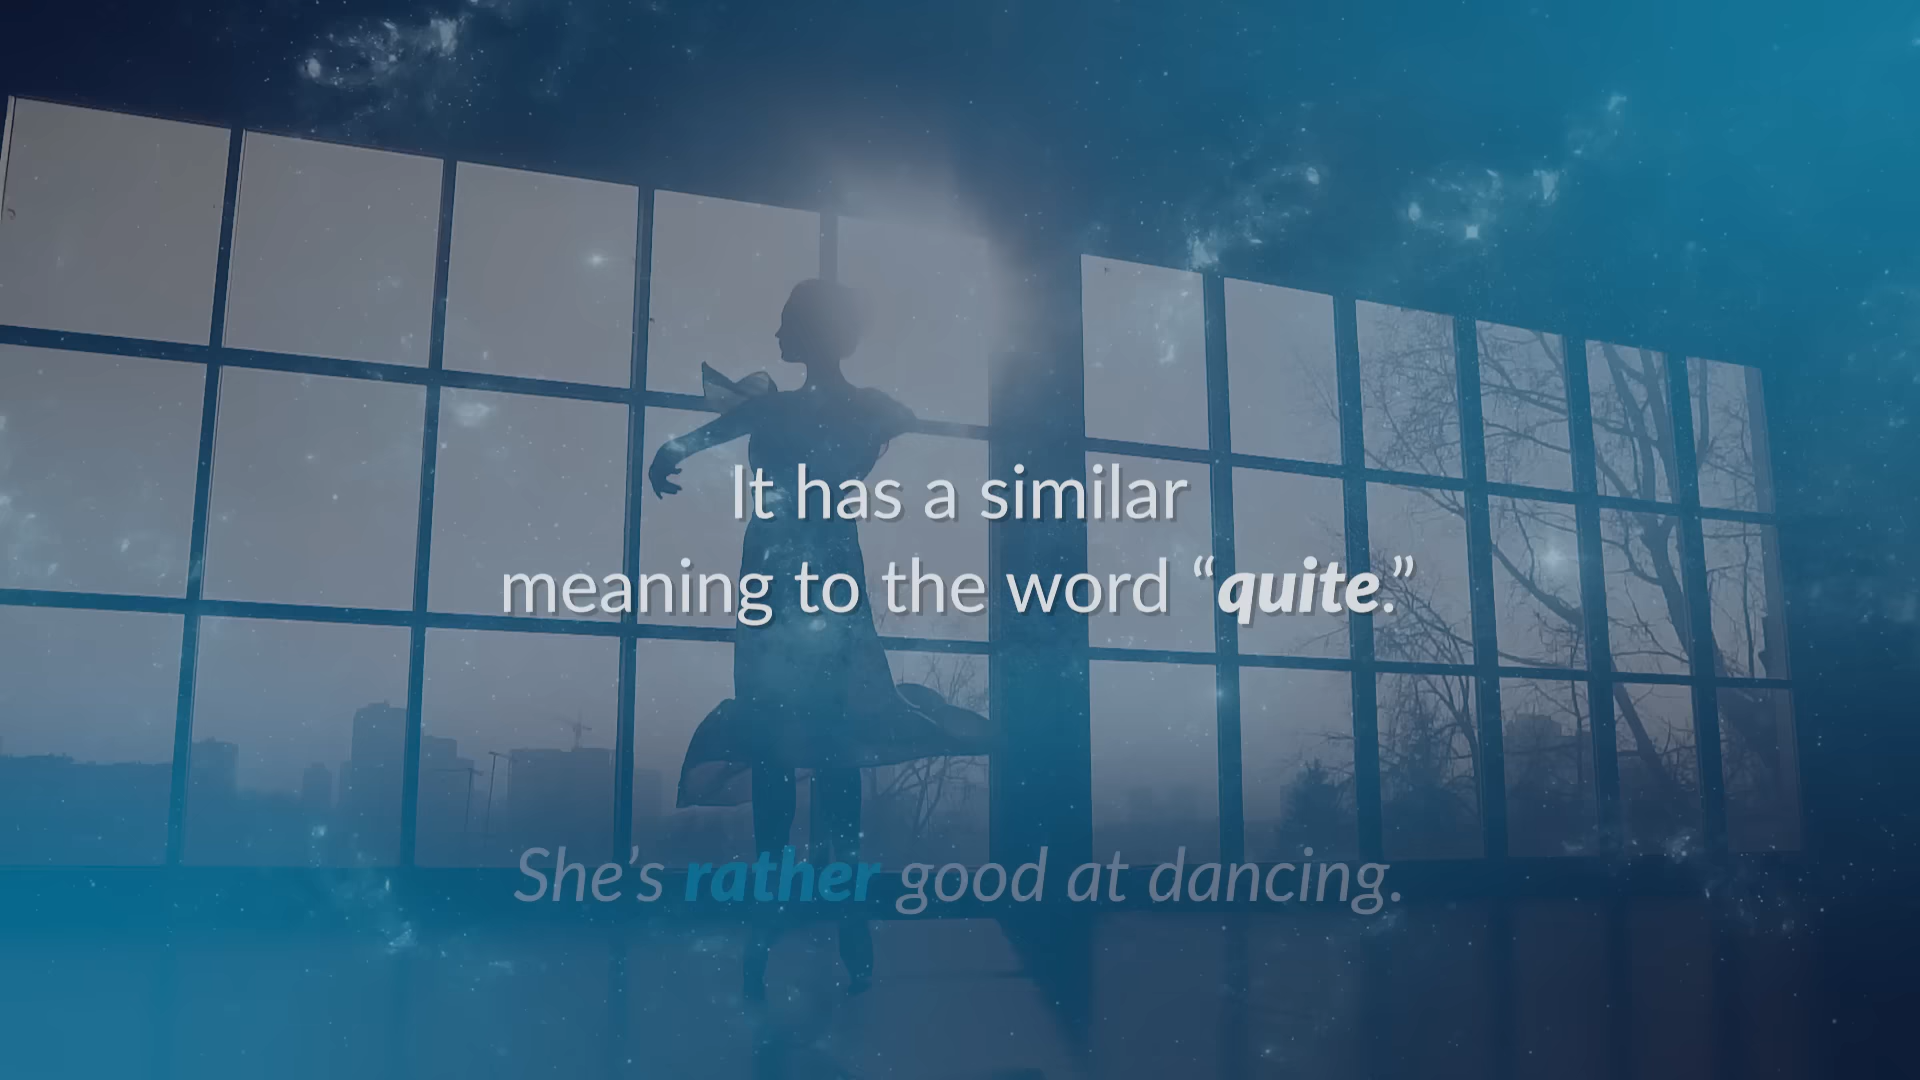 It has a similar
meaning to the word “quite.”
She’s rather good at dancing.